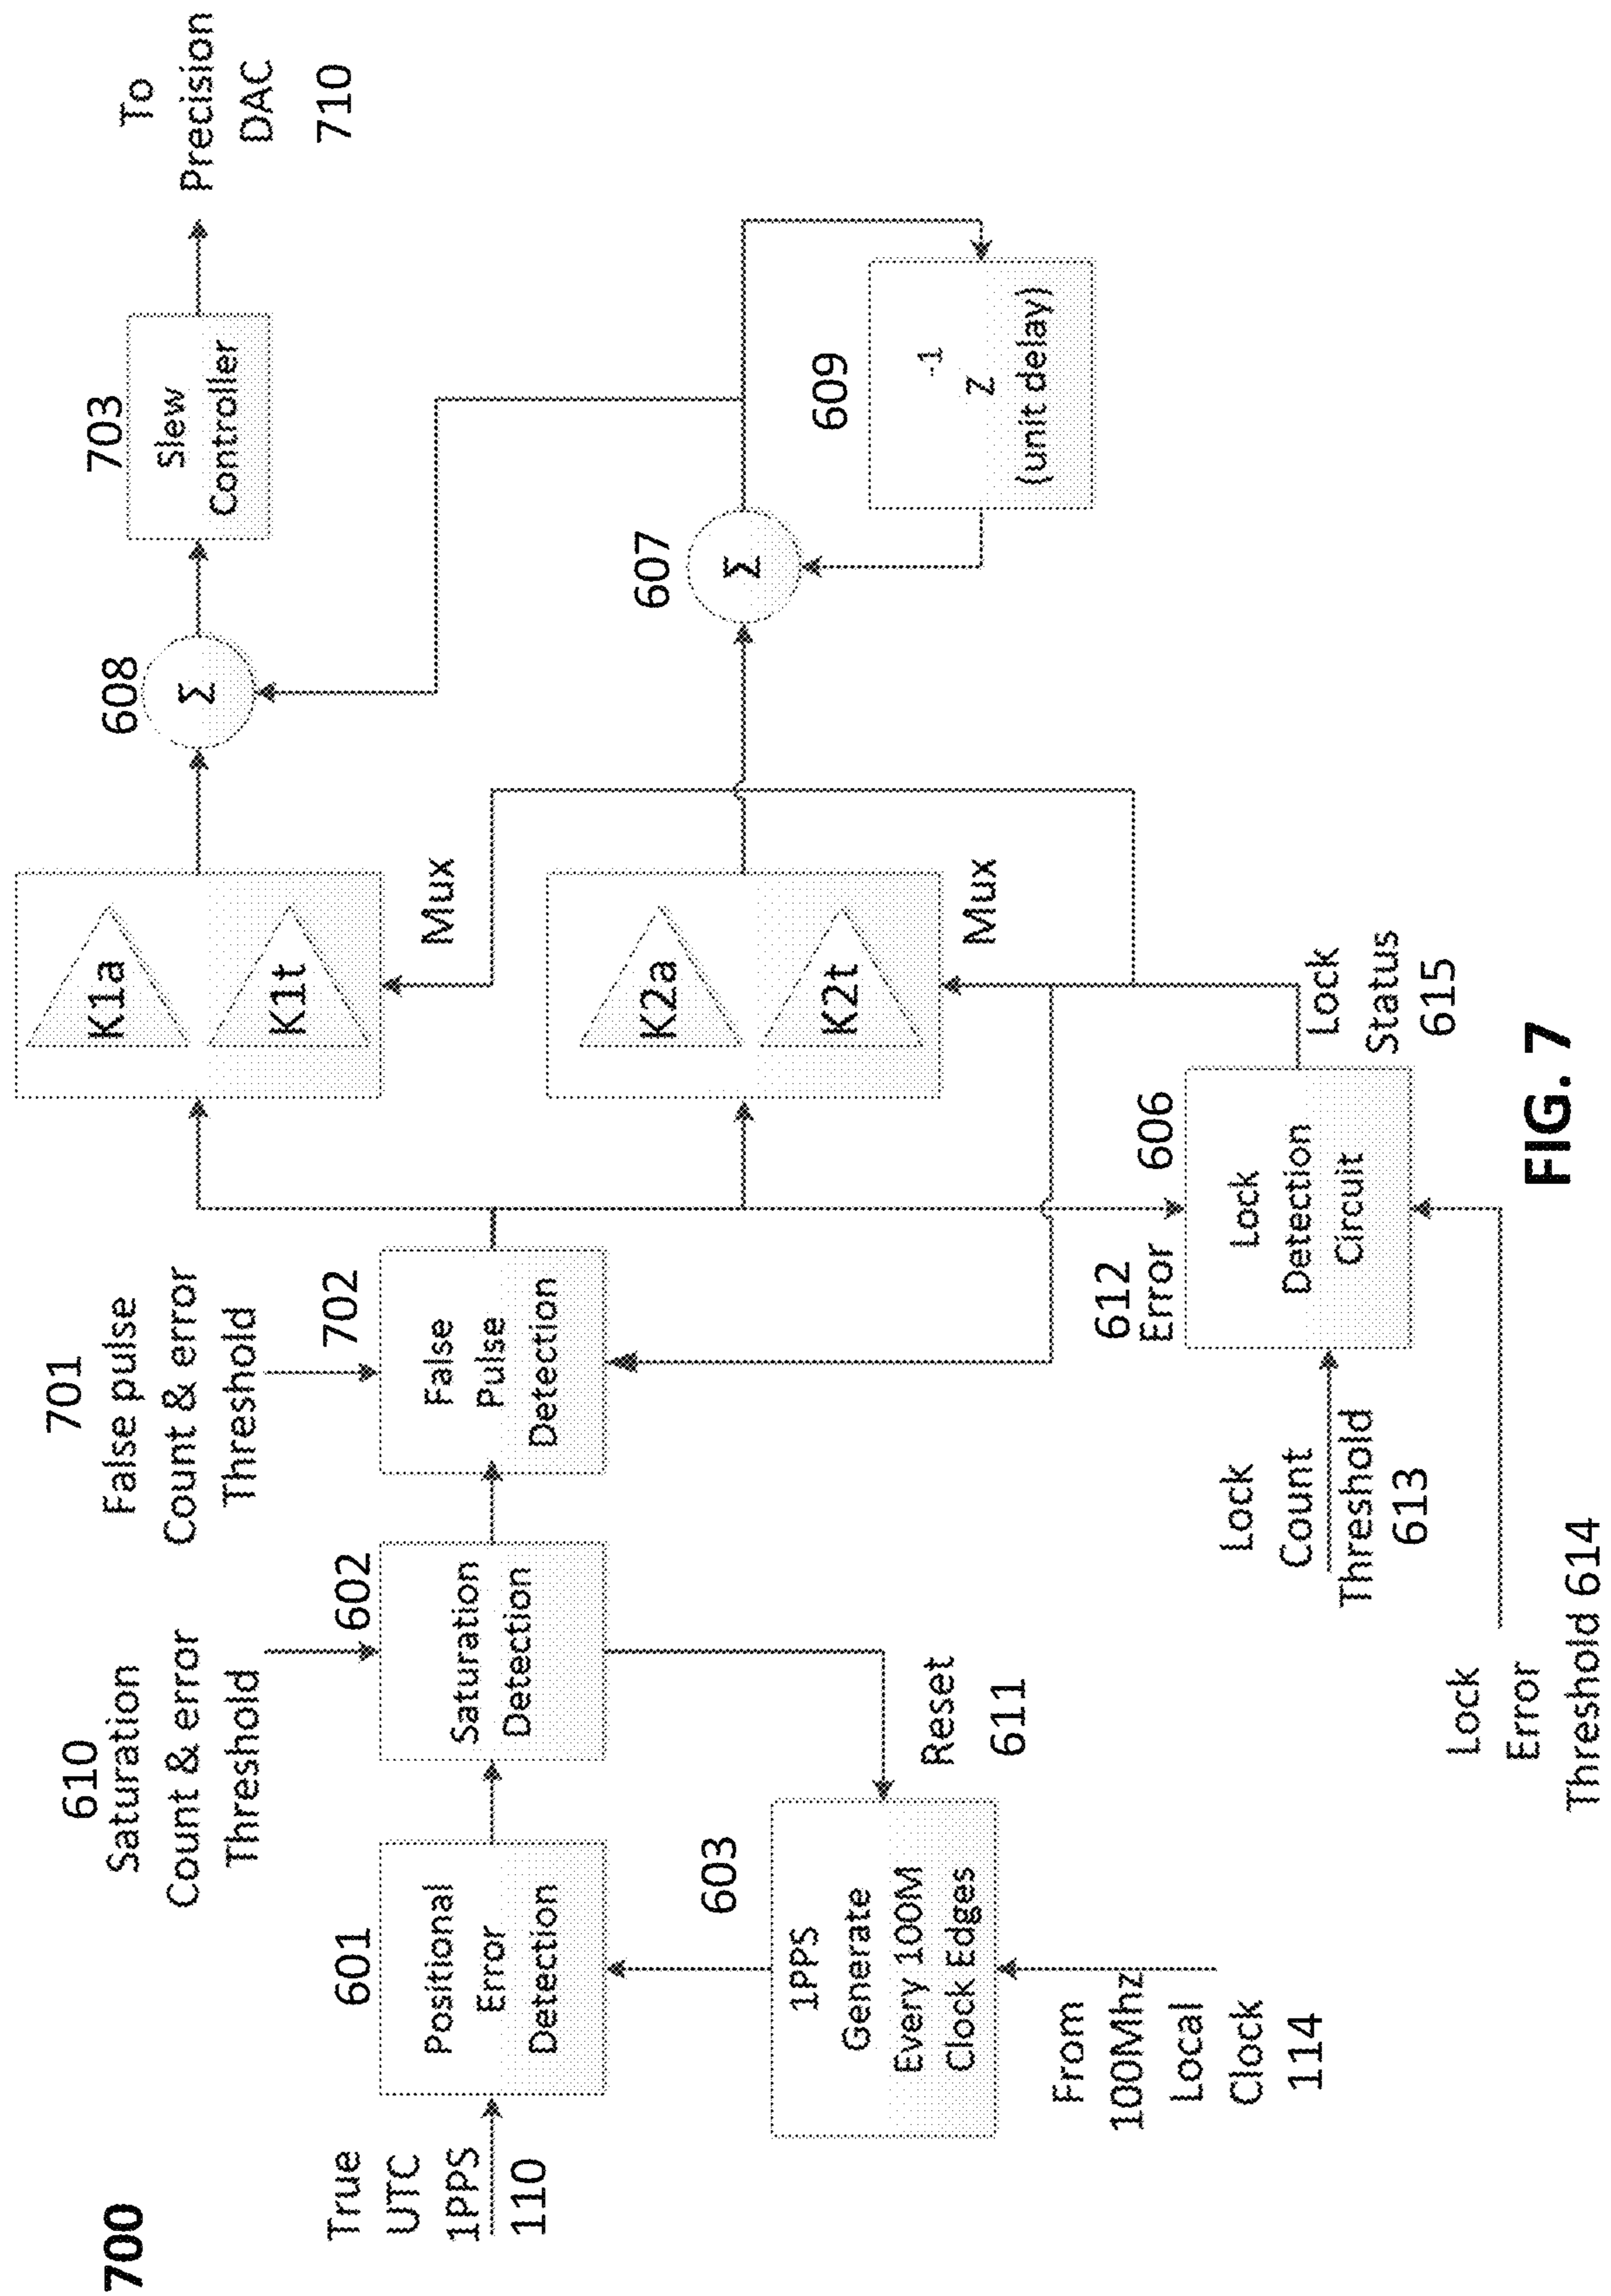 700
True
UTC
1PPS
110
601
Positional
Error
Detection
610
Saturation
Count & error
Threshold
602
Saturation
Detection
701
False pulse
Count & error
Threshold
702
False
Pulse
Detection
K1a
K1t
Mux
608
Σ
703
Slew
Controller
To
Precision
DAC
710
603
1PPS
Generate
Every 100M
Clock Edges
From
100Mhz
Local
Clock
114
Reset
611
K2a
K2t
Mux
607
Σ
609
-1
Z
(unit delay)
612
Error
606
Lock
Detection
Circuit
Lock
Count
Threshold
613
Lock
Error
Threshold 614
Lock
Status
615
FIG. 7